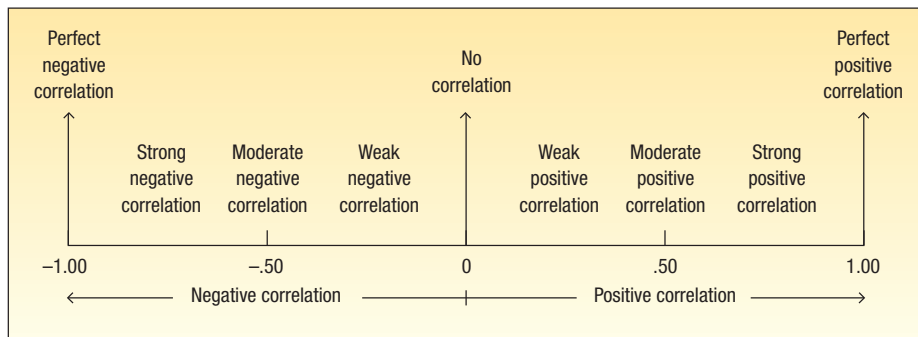 Perfect
negative
correlation
No
correlation
Perfect
positive
correlation
Strong
negative
correlation
Moderate
negative
correlation
Weak
negative
correlation
Weak
positive
correlation
Moderate
positive
correlation
Strong
positive
correlation
–1.00
–.50
0
.50
1.00
Negative correlation
Positive correlation